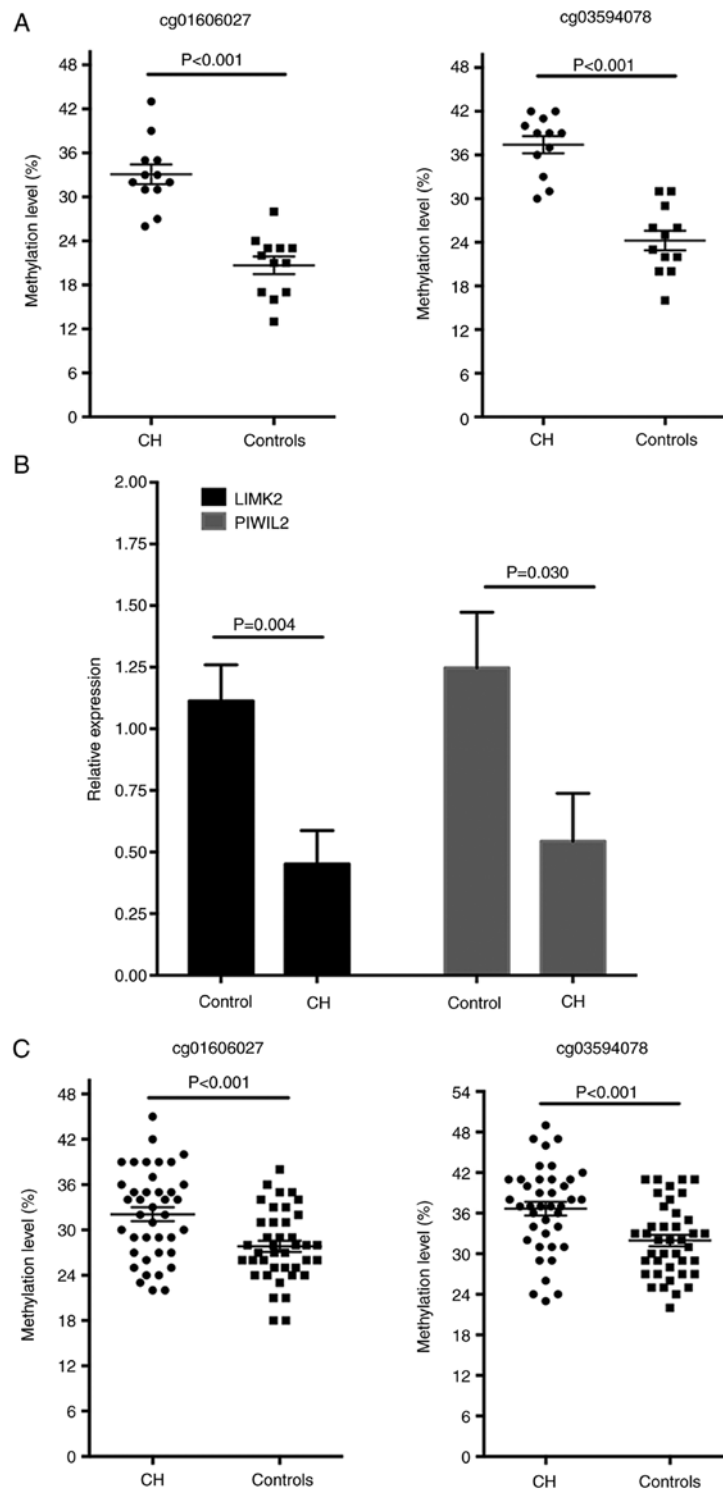 A
cg01606027
cg03594078
P<0.001
P<0.001
Methylation level (%)
48
42
36
30
24
18
12
6
0
CH
Controls
Methylation level (%)
48
42
36
30
24
18
12
6
0
CH
Controls
B
LIMK2
PIWIL2
P=0.004
P=0.030
Relative expression
2.00
1.75
1.50
1.25
1.00
0.75
0.50
0.25
0.00
Control
CH
Control
CH
C
cg01606027
cg03594078
P<0.001
P<0.001
Methylation level (%)
48
42
36
30
24
18
12
6
0
CH
Controls
Methylation level (%)
54
48
42
36
30
24
18
12
6
0
CH
Controls